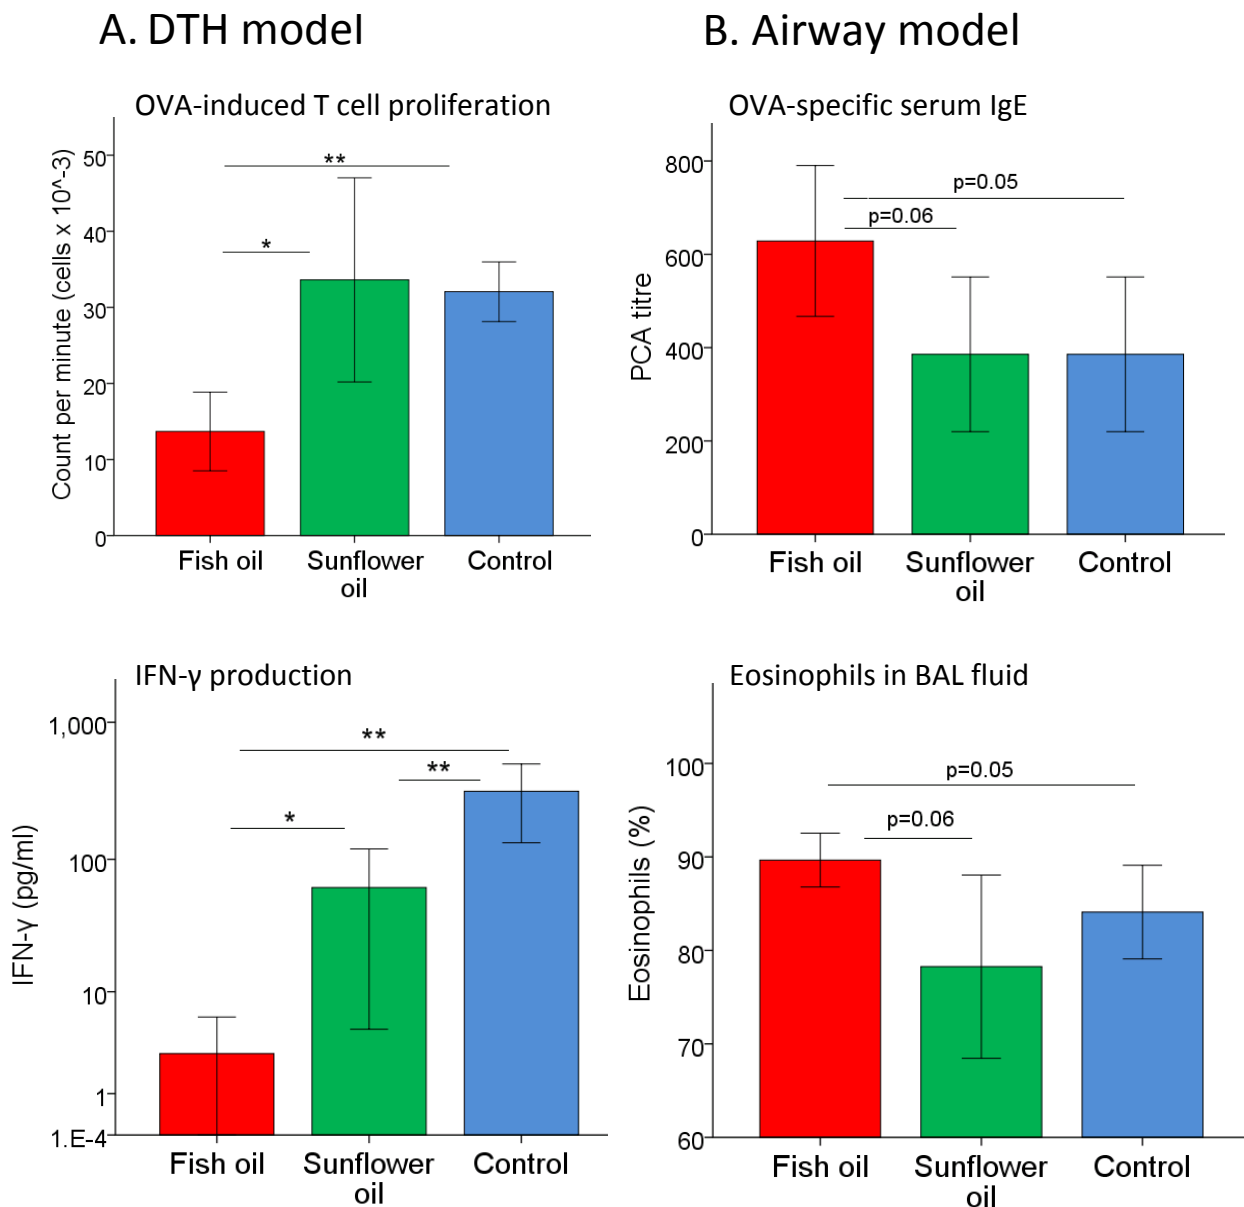 A. DTH model
OVA-induced T cell proliferation
Count per minute (cells x 10^-3)
50
40
30
20
10
0
**
*
Fish oil
Sunflower
oil
Control
B. Airway model
OVA-specific serum IgE
PCA titre
800
600
400
200
0
p=0.05
p=0.06
Fish oil
Sunflower
oil
Control
IFN-γ production
IFN-γ (pg/ml)
1,000
100
10
1
1.E-4
**
**
*
Fish oil
Sunflower
oil
Control
Eosinophils in BAL fluid
Eosinophils (%)
100
90
80
70
60
p=0.05
p=0.06
Fish oil
Sunflower
oil
Control